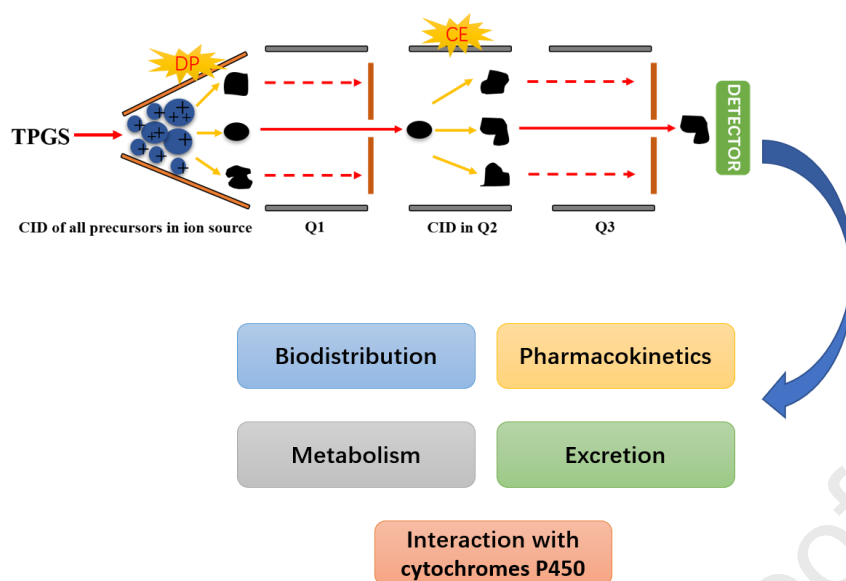 DP
CE
TPGS
DETECTOR
CID of all precursors in ion source
Q1
CID in Q2
Q3
Biodistribution
Pharmacokinetics
Metabolism
Excretion
Interaction with
cytochromes P450